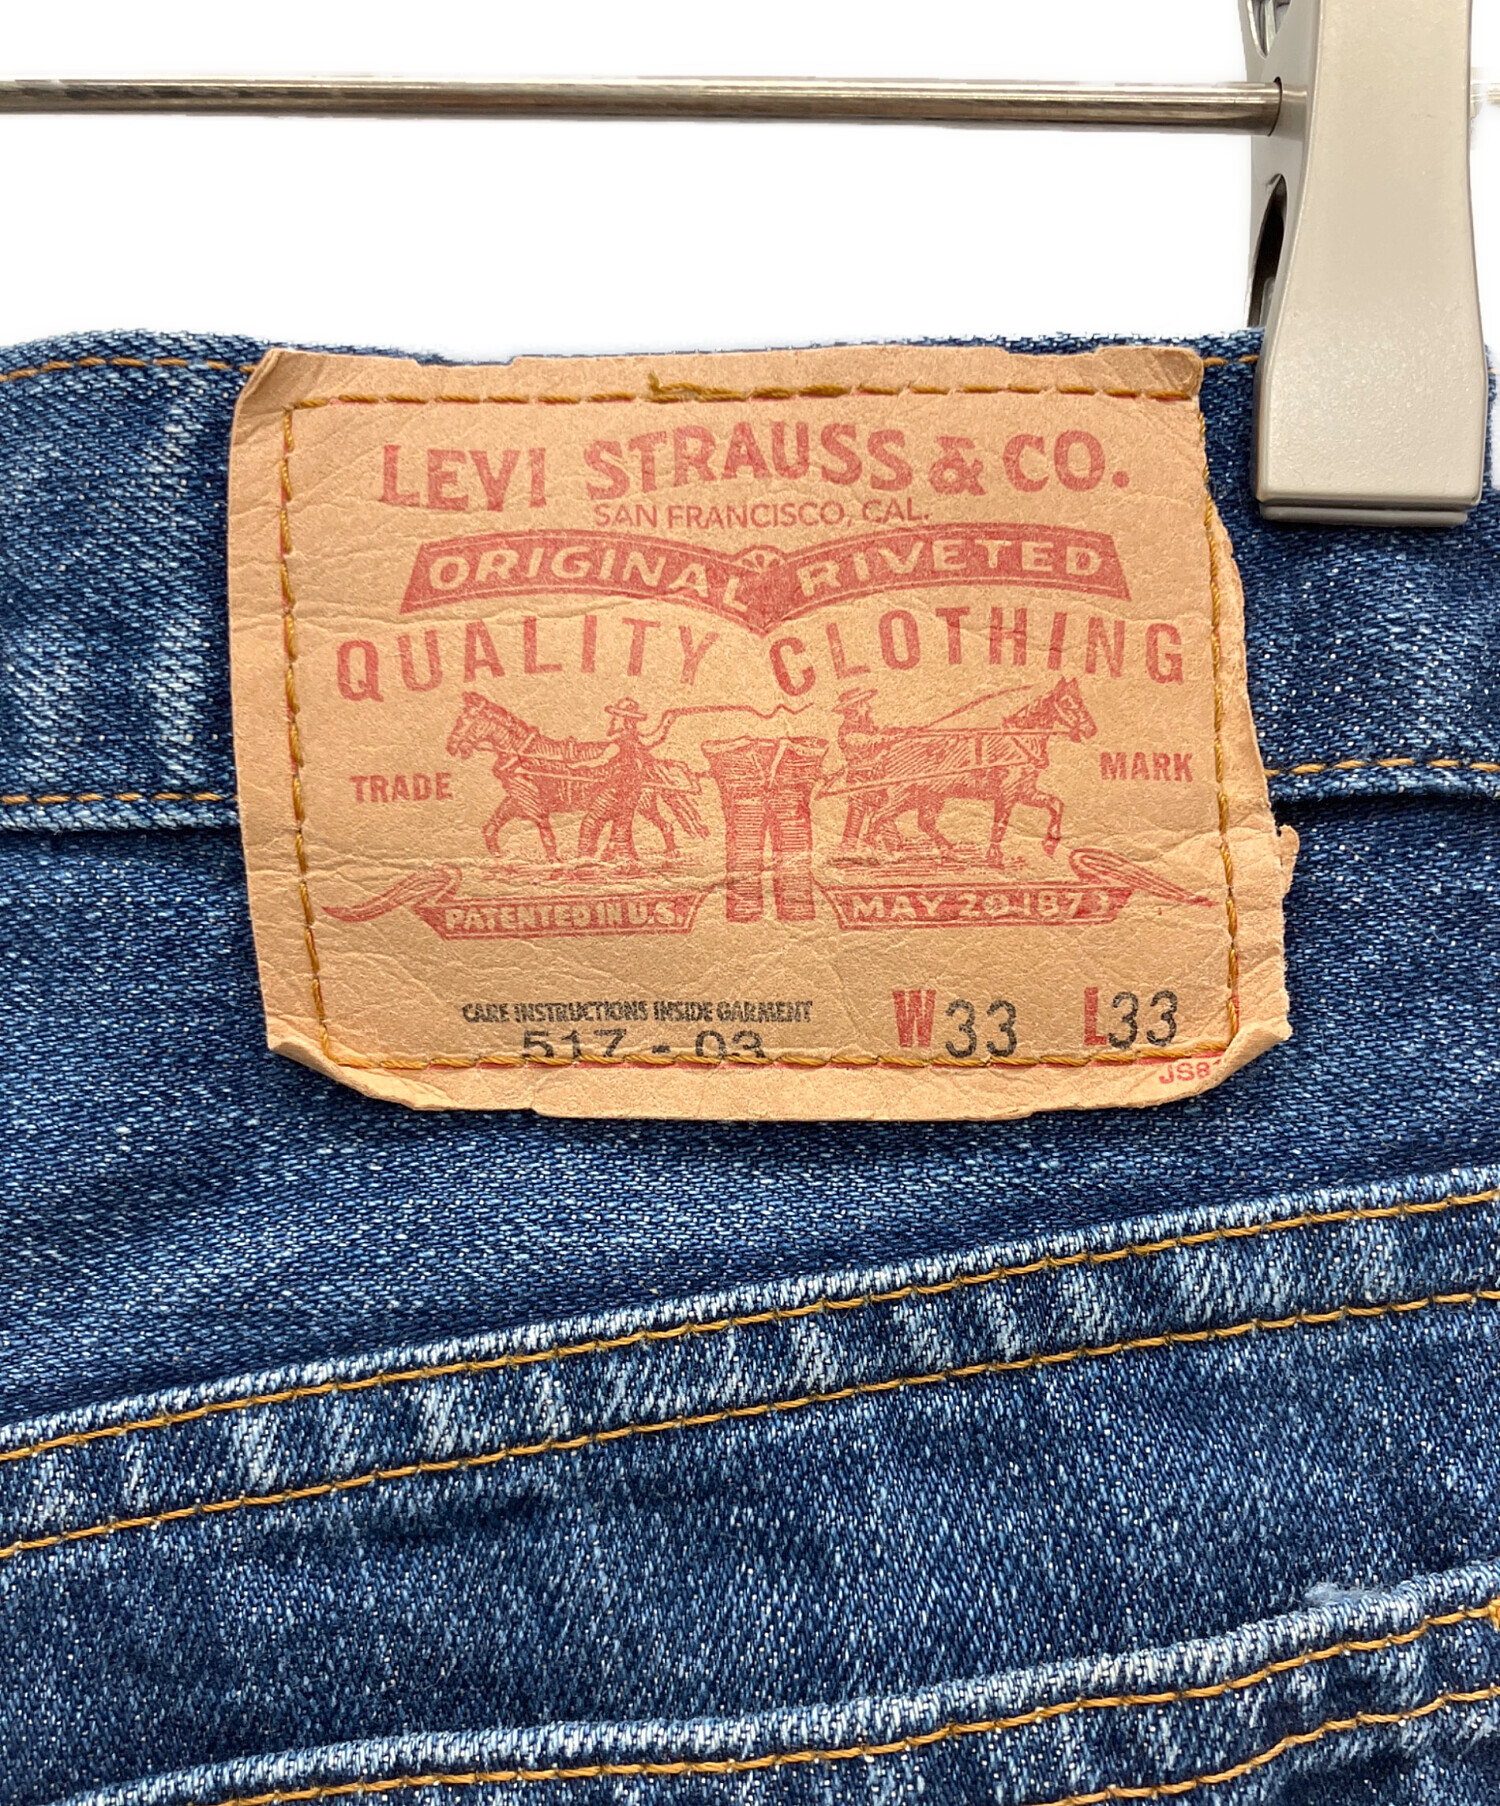 LEVI STRAUSS & CO.
SAN FRANCISCO, CAL.
ORIGINAL RIVETED
QUALITY CLOTHING
TRADE MARK
PATENTED IN U.S. MAY 20 1873
CARE INSTRUCTIONS INSIDE GARMENT
517 - 03 W33 L33
JS8